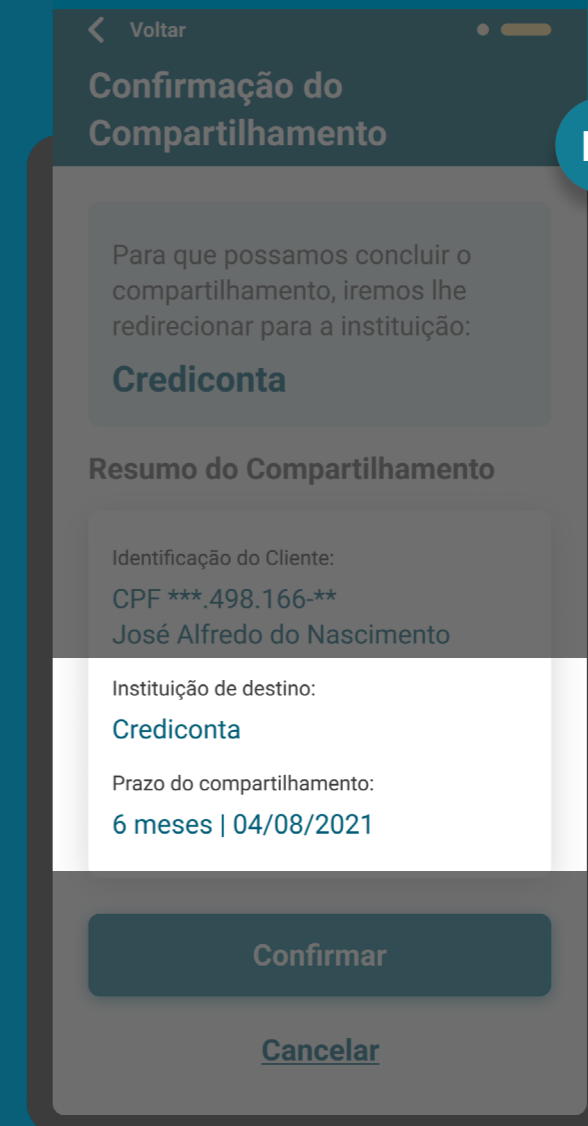 Voltar
Confirmação do
Compartilhamento
Para que possamos concluir o
compartilhamento, iremos lhe
redirecionar para a instituição:
Crediconta
Resumo do Compartilhamento
Identificação do Cliente:
CPF ***.498.166-**
José Alfredo do Nascimento
Instituição de destino:
Crediconta
Prazo do compartilhamento:
6 meses | 04/08/2021
Confirmar
Cancelar